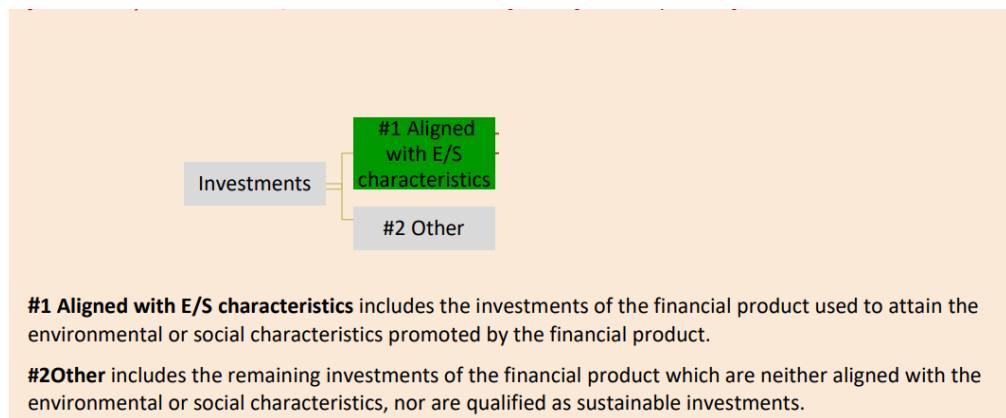 #1 Aligned
with E/S
characteristics
Investments
#2 Other
#1 Aligned with E/S characteristics includes the investments of the financial product used to attain the
environmental or social characteristics promoted by the financial product.
#2Other includes the remaining investments of the financial product which are neither aligned with the
environmental or social characteristics, nor are qualified as sustainable investments.